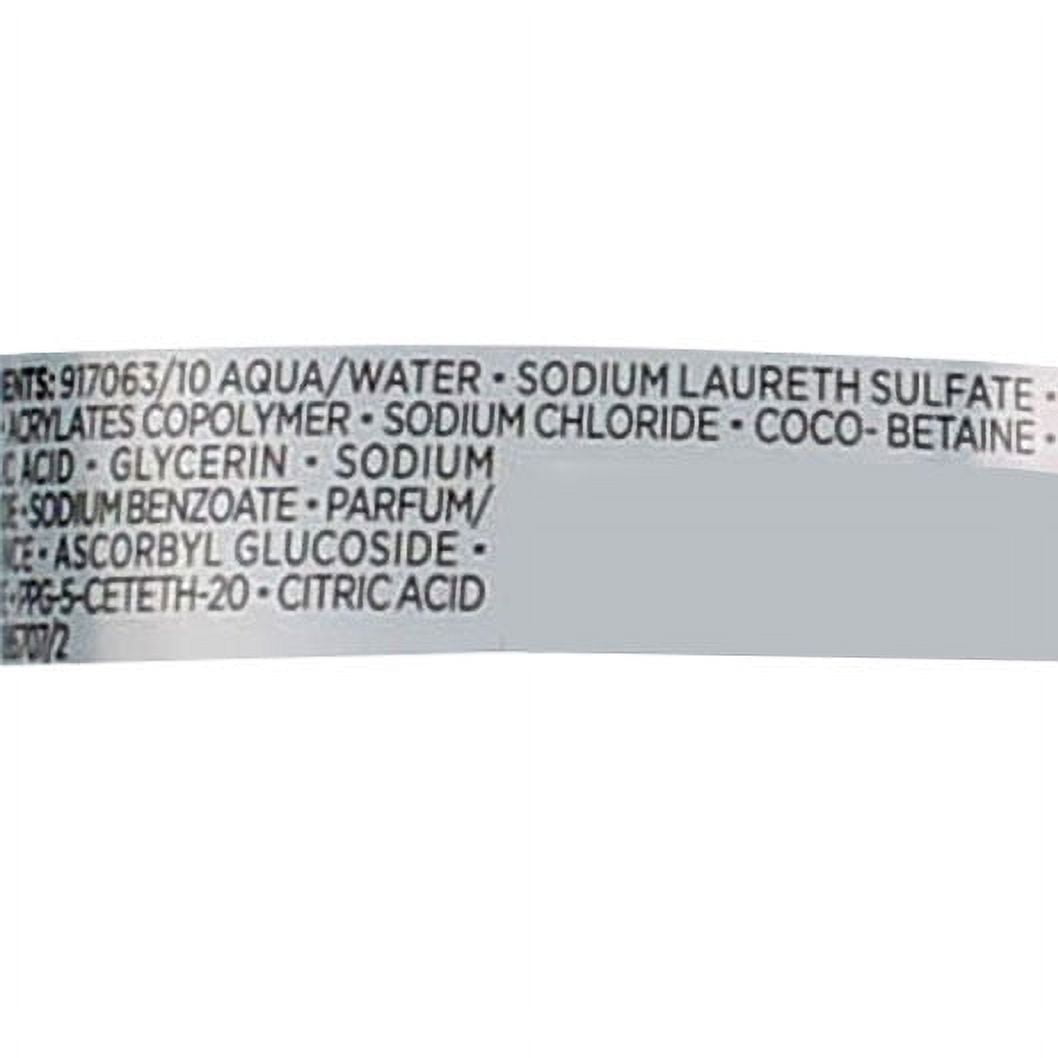 917063/10 AQUA/WATER • SODIUM LAURETH SULFATE •
ACRYLATES COPOLYMER • SODIUM CHLORIDE • COCO- BETAINE •
ACID • GLYCERIN • SODIUM
• SODIUM BENZOATE • PARFUM/
• ASCORBYL GLUCOSIDE •
• PPG-5-CETETH-20 • CITRIC ACID